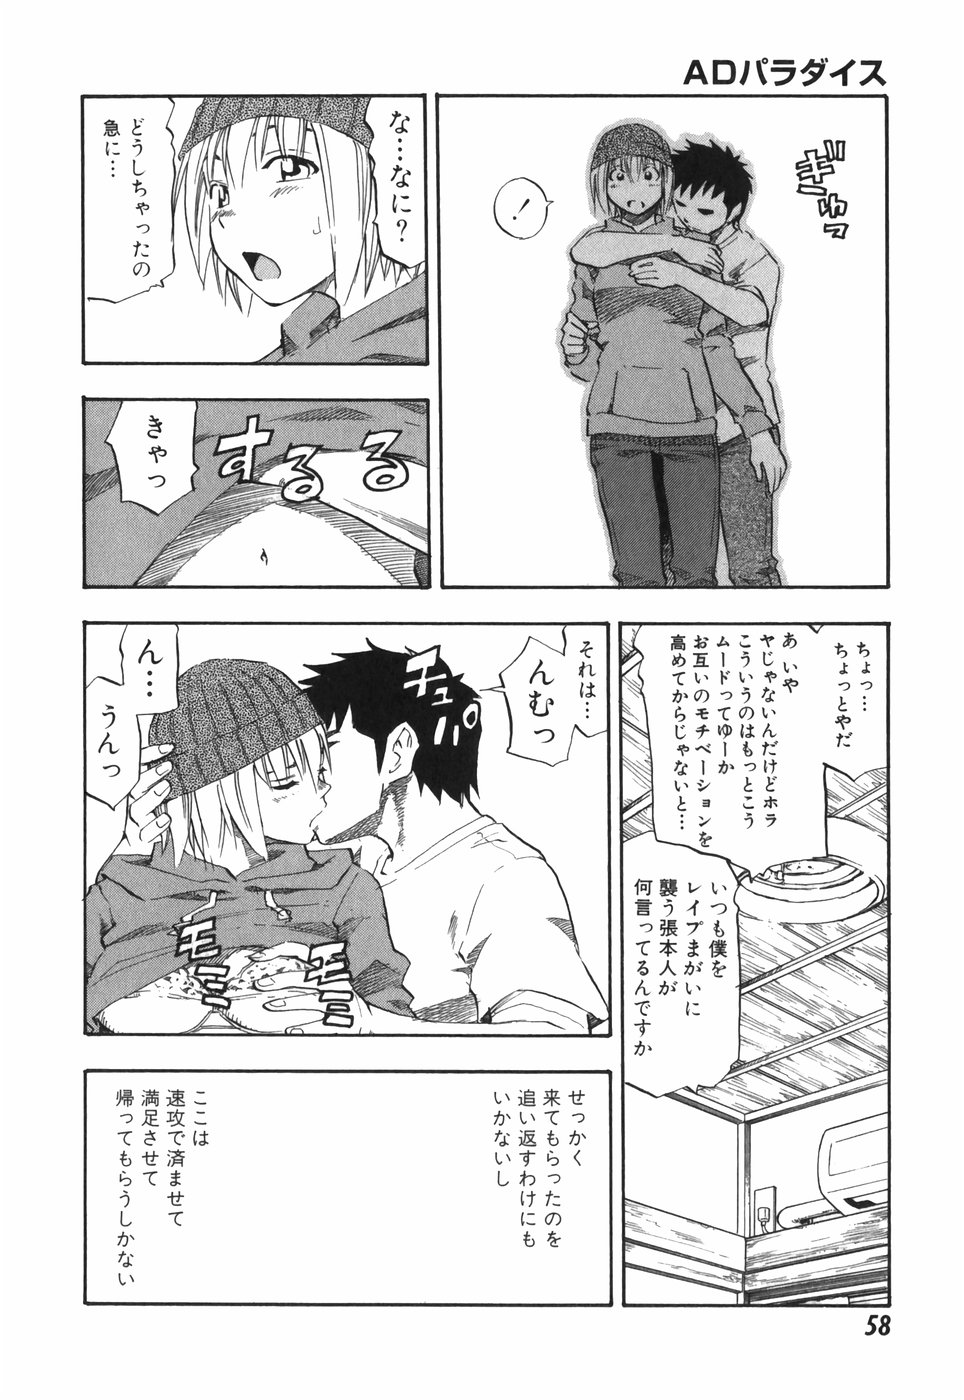 ADパラダイス
ギゅっ
！
な…なに？
どうしちゃったの
急に…
するる
きゃっ
ちょっ…
ちょっとやだ
あ いや
ヤじゃないんだけどホラ
こういうのはもっとこう
ムードってゆーか
お互いのモチベーションを
高めてからじゃないと…
いつも僕を
レイプまがいに
襲う張本人が
何言ってるんですか
それは…
んむっ
チュパ
ん…
うんっ
モミ
モミ
せっかく
来てもらったのを
追い返すわけにも
いかないし
ここは
速攻で済ませて
満足させて
帰ってもらうしかない
58